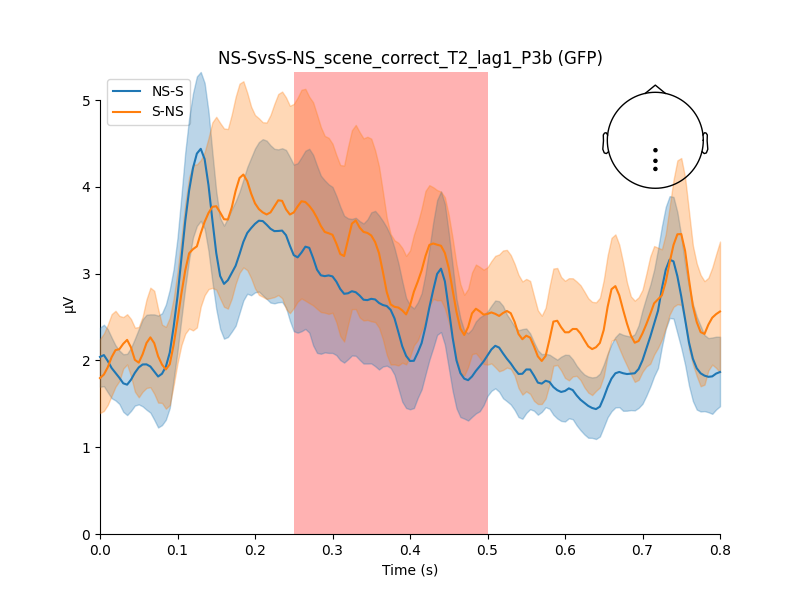 NS-SvsS-NS_scene_correct_T2_lag1_P3b (GFP)
NS-S
S-NS
5
4
3
2
1
0
µV
0.0 0.1 0.2 0.3 0.4 0.5 0.6 0.7 0.8
Time (s)